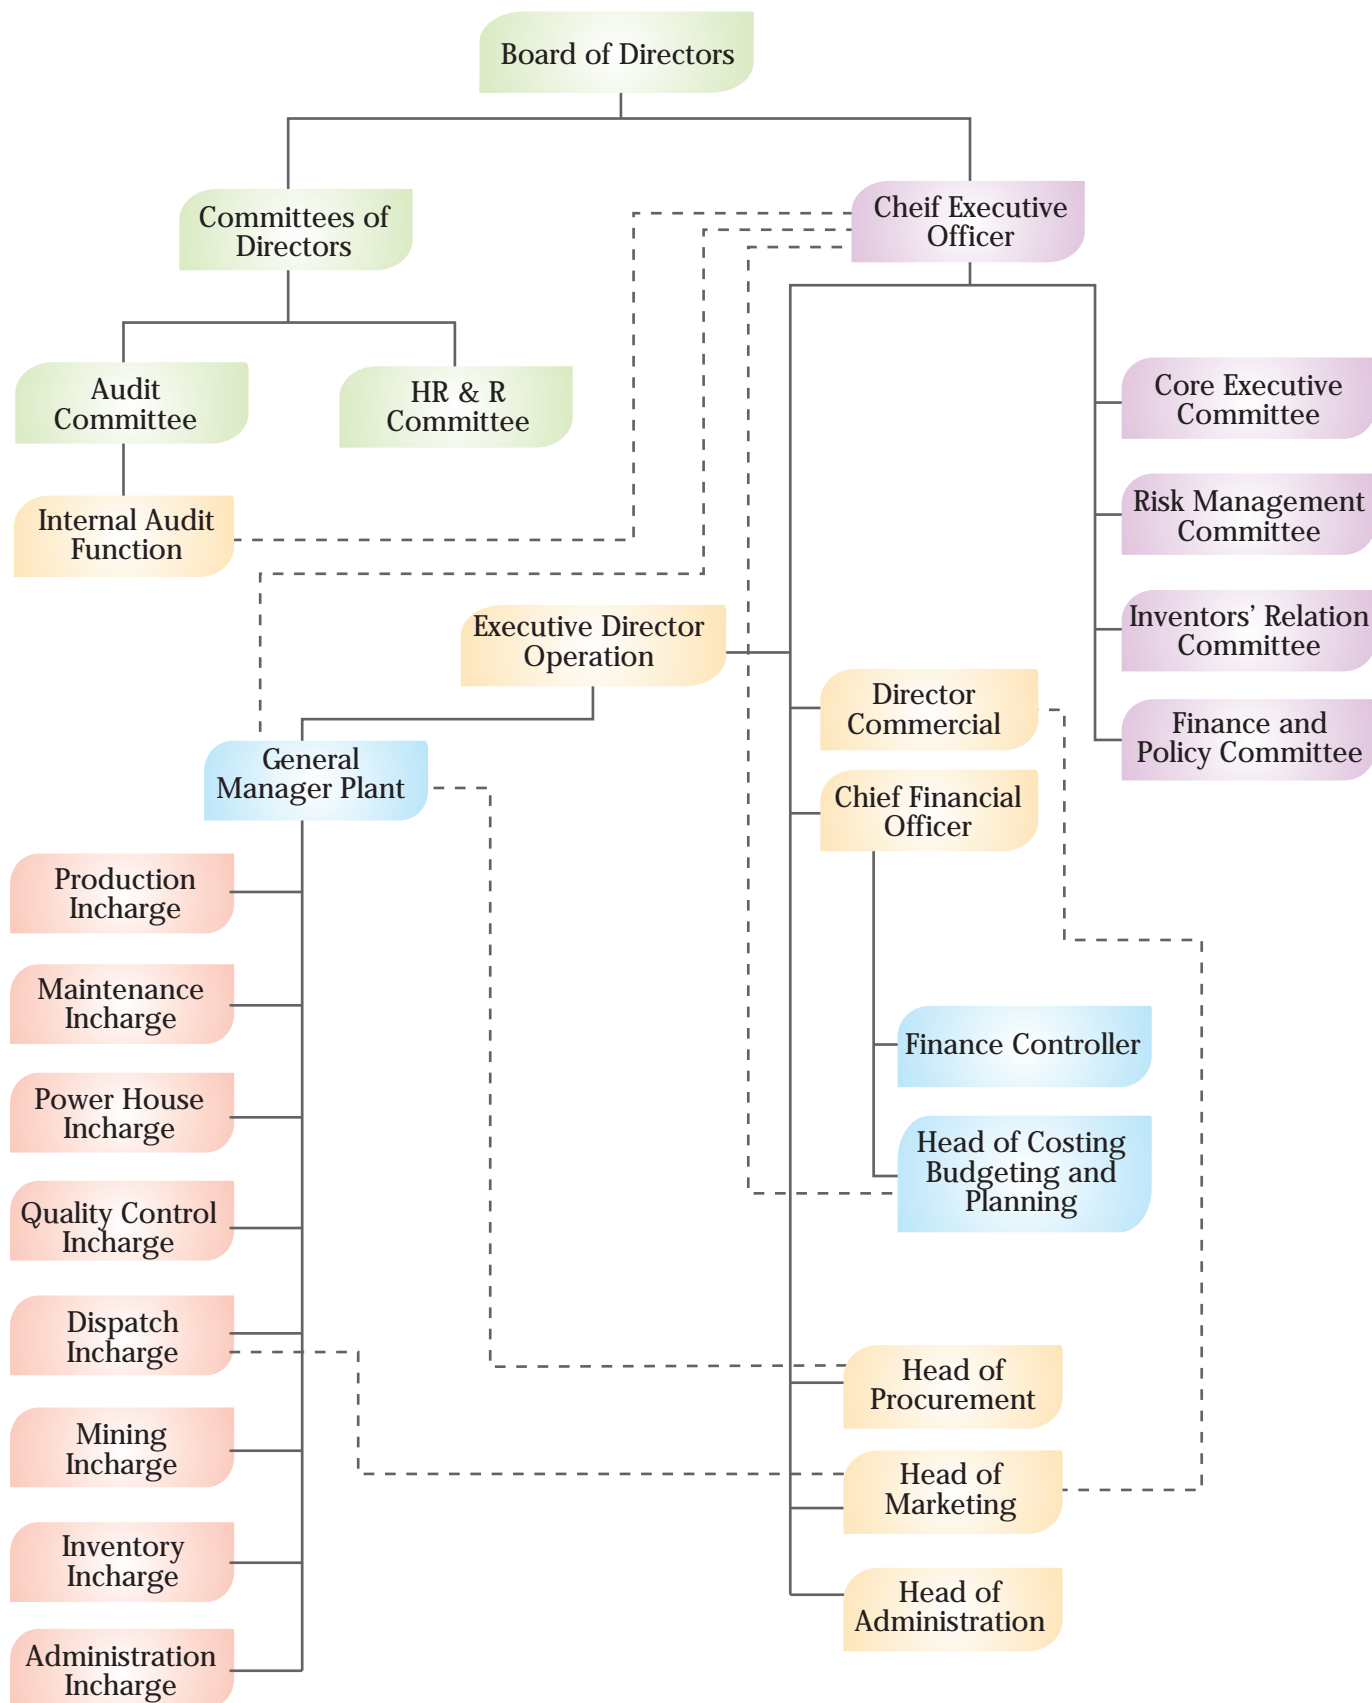 Board of Directors
Committees of
Directors
Cheif Executive
Officer
Audit
Committee
HR & R
Committee
Core Executive
Committee
Internal Audit
Function
Risk Management
Committee
Executive Director
Operation
Inventors’ Relation
Committee
Director
Commercial
Finance and
Policy Committee
General
Manager Plant
Chief Financial
Officer
Production
Incharge
Maintenance
Incharge
Finance Controller
Power House
Incharge
Head of Costing
Budgeting and
Planning
Quality Control
Incharge
Dispatch
Incharge
Head of
Procurement
Mining
Incharge
Head of
Marketing
Inventory
Incharge
Head of
Administration
Administration
Incharge